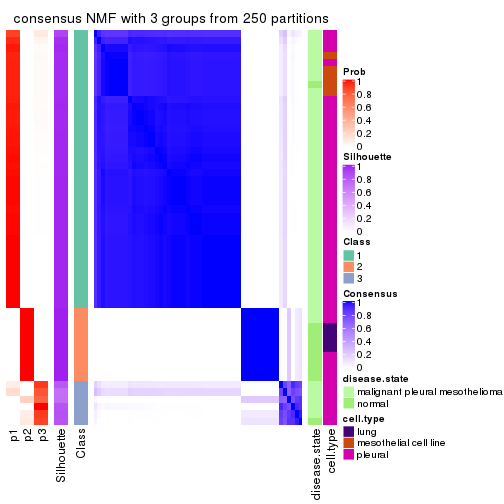 consensus NMF with 3 groups from 250 partitions
Prob
1
0.8
0.6
0.4
0.2
0
Silhouette
1
0.8
0.6
0.4
0.2
0
Class
1
2
3
Consensus
1
0.8
0.6
0.4
0.2
0
disease.state
malignant pleural mesothelioma
normal
cell.type
lung
mesothelial cell line
pleural
p1
p2
p3
Silhouette
Class
disease.state
cell.type